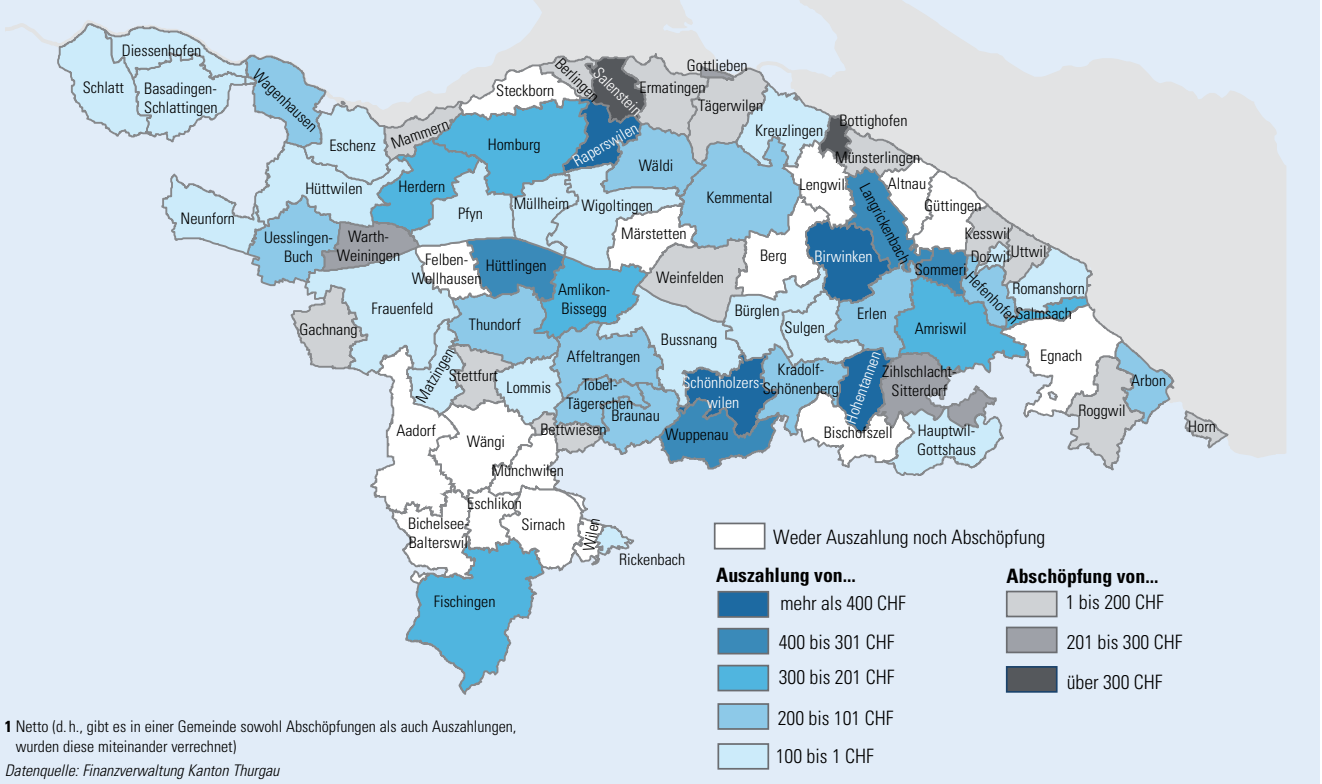 Diessenhofen
Schlatt
Basadingen-
Schlattingen
Wagenhausen
Eschenz
Mammern
Steckborn
Berlingen
Salenstein
Ermatingen
Gottlieben
Tägerwilen
Kreuzlingen
Bottighofen
Münsterlingen
Homburg
Raperswilen
Wäldi
Kemmental
Lengwil
Langrickenbach
Altnau
Güttingen
Kesswil
Uttwil
Dozwil
Hefenhofen
Romanshorn
Salmsach
Neunforn
Hüttwilen
Herdern
Pfyn
Müllheim
Wigoltingen
Märstetten
Uesslingen-
Buch
Warth-
Weiningen
Felben-
Wellhausen
Hüttlingen
Amlikon-
Bissegg
Weinfelden
Berg
Birwinken
Sommeri
Gachnang
Frauenfeld
Thundorf
Bussnang
Bürglen
Sulgen
Erlen
Amriswil
Egnach
Matzingen
Stettfurt
Lommis
Affeltrangen
Tobel-
Tägerschen
Braunau
Bettwiesen
Schönholzers-
wilen
Wuppenau
Kradolf-
Schönenberg
Hohentannen
Zihlschlacht-
Sitterdorf
Bischofszell
Hauptwil-
Gottshaus
Roggwil
Arbon
Horn
Aadorf
Wängi
Münchwilen
Eschlikon
Bichelsee-
Balterswil
Sirnach
Wilen
Rickenbach
Fischingen
Weder Auszahlung noch Abschöpfung
Auszahlung von...
mehr als 400 CHF
400 bis 301 CHF
300 bis 201 CHF
200 bis 101 CHF
100 bis 1 CHF
Abschöpfung von...
1 bis 200 CHF
201 bis 300 CHF
über 300 CHF
1 Netto (d. h., gibt es in einer Gemeinde sowohl Abschöpfungen als auch Auszahlungen,
wurden diese miteinander verrechnet)
Datenquelle: Finanzverwaltung Kanton Thurgau